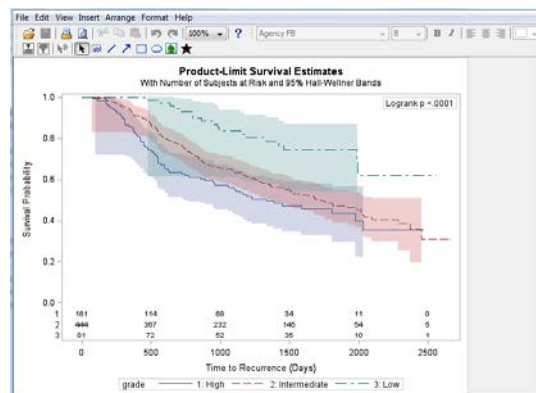 File Edit View Insert Arrange Format Help
100% ? Agency FB 8 B I
Product-Limit Survival Estimates
With Number of Subjects at Risk and 95% Hall-Wellner Bands
Logrank p <.0001
1.0
0.8
0.6
0.4
0.2
0.0
Survival Probability
1 161 114 68 34 11 0
2 444 367 232 145 54 5
3 81 72 52 35 10 1
0 500 1000 1500 2000 2500
Time to Recurrence (Days)
grade 1: High 2: Intermediate 3: Low